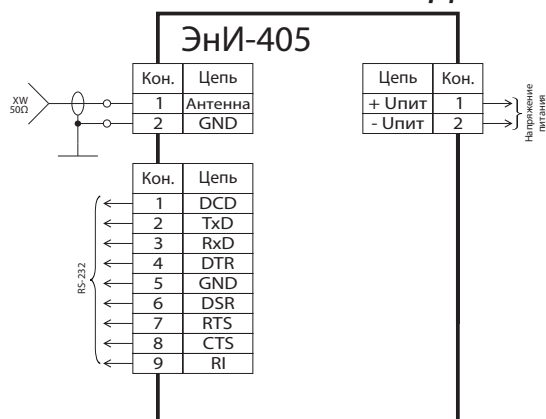 ЭнИ-405
Кон. Цепь
1 Антенна
2 GND
XW
50Ω
Цепь Кон.
+ Uпит 1
- Uпит 2
Напряжение
питания
Кон. Цепь
1 DCD
2 TxD
3 RxD
4 DTR
5 GND
6 DSR
7 RTS
8 CTS
9 RI
RS-232